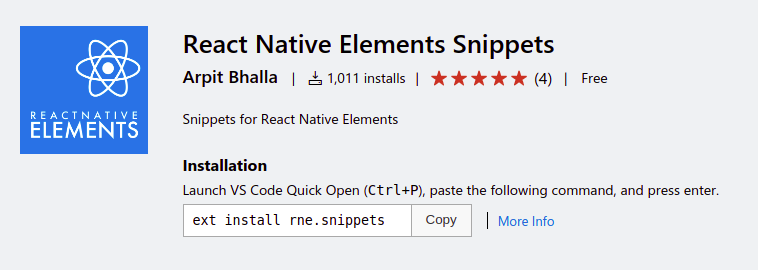 REACTNATIVE
ELEMENTS
React Native Elements Snippets
Arpit Bhalla | 1,011 installs | (4) | Free
Snippets for React Native Elements
Installation
Launch VS Code Quick Open (Ctrl+P), paste the following command, and press enter.
ext install rne.snippets Copy | More Info